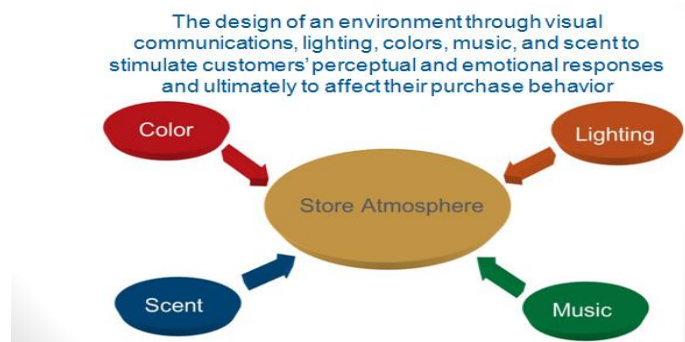 The design of an environment through visual
communications, lighting, colors, music, and scent to
stimulate customers' perceptual and emotional responses
and ultimately to affect their purchase behavior
Color
Lighting
Store Atmosphere
Scent
Music